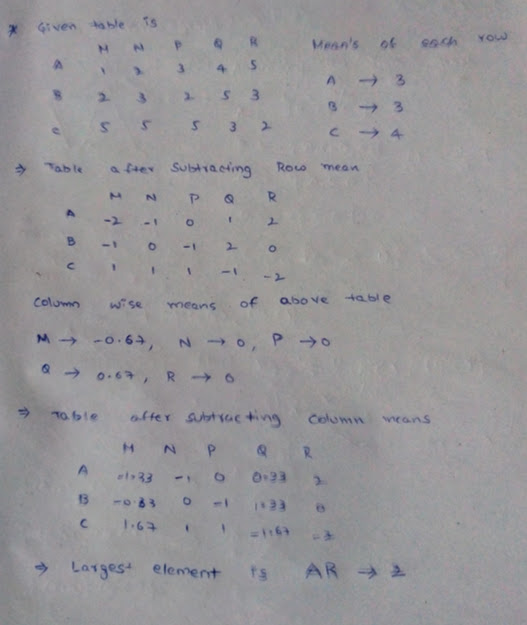 * Given table is
M N P Q R Mean's of each row
A 1 2 3 4 5 A → 3
B 2 3 2 5 3 B → 3
C 5 5 5 3 2 C → 4
⇒ Table after Subtracting Row mean
M N P Q R
A -2 -1 0 1 2
B -1 0 -1 2 0
C 1 1 1 -1 -2
Column wise means of above table
M → -0.67, N → 0, P → 0
Q → 0.67, R → 0
⇒ Table after subtracting Column means
M N P Q R
A -1.33 -1 0 0.33 2
B -0.33 0 -1 1.33 0
C 1.67 1 1 -1.67 -2
⇒ Largest element is AR → 2